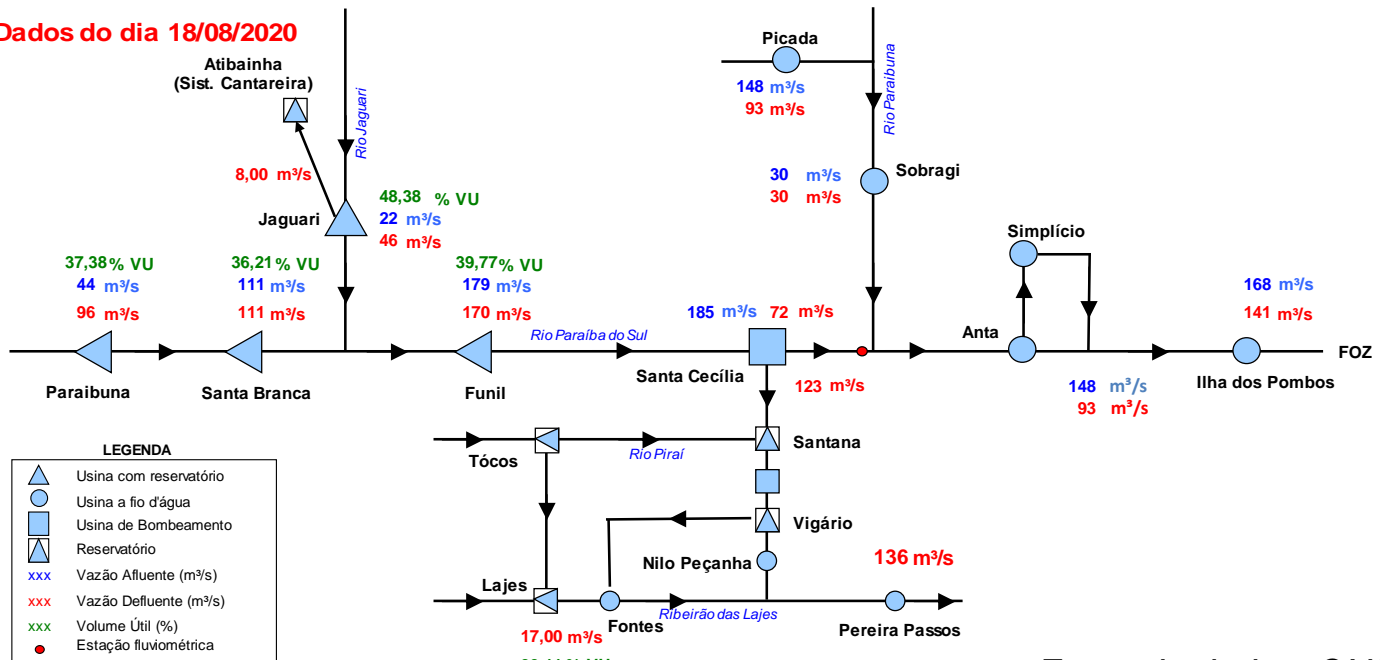 Dados do dia 18/08/2020
Atibainha
(Sist. Cantareira)
Rio Jaguari
8,00 m³/s
Jaguari
48,38 % VU
22 m³/s
46 m³/s
Picada
148 m³/s
93 m³/s
Rio Paraibuna
30 m³/s
30 m³/s
Sobragi
Simplício
37,38 % VU
44 m³/s
96 m³/s
Paraibuna
36,21 % VU
111 m³/s
111 m³/s
Santa Branca
39,77 % VU
179 m³/s
170 m³/s
Funil
Rio Paraíba do Sul
185 m³/s 72 m³/s
Santa Cecília
123 m³/s
Anta
148 m³/s
93 m³/s
168 m³/s
141 m³/s
Ilha dos Pombos
FOZ
Tócos
Rio Piraí
Santana
Vigário
Nilo Peçanha
136 m³/s
Lajes
17,00 m³/s
Fontes
Ribeirão das Lajes
Pereira Passos
LEGENDA
Usina com reservatório
Usina a fio d'água
Usina de Bombeamento
Reservatório
xxx Vazão Afluente (m³/s)
xxx Vazão Defluente (m³/s)
xxx Volume Útil (%)
Estação fluviométrica